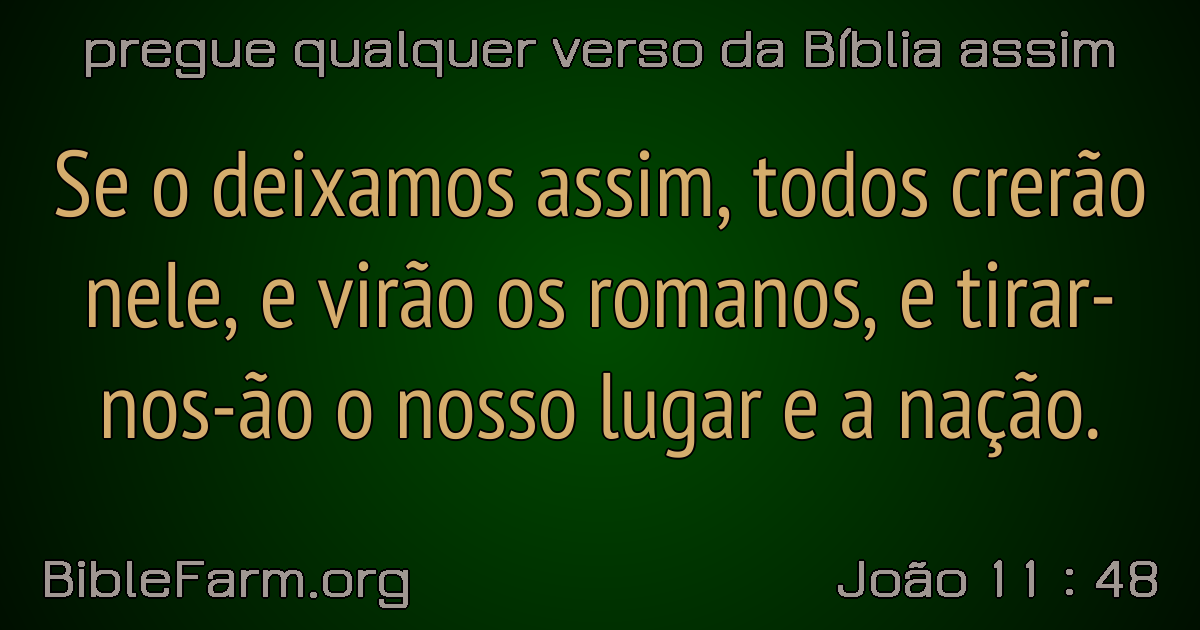 pregue qualquer verso da Bíblia assim
Se o deixamos assim, todos crerão
nele, e virão os romanos, e tirar-
nos-ão o nosso lugar e a nação.
BibleFarm.org
João 11 : 48